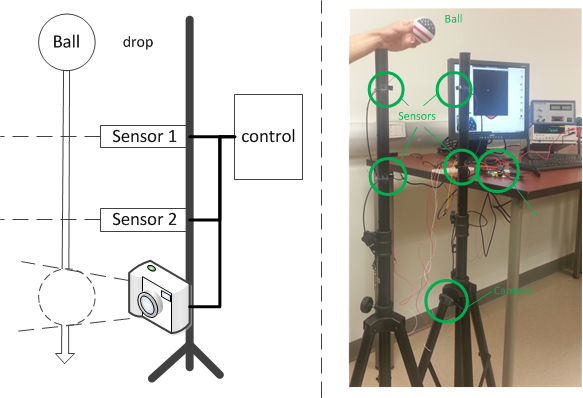 Ball
drop
Sensor 1
control
Sensor 2
Ball
Sensors
Camera